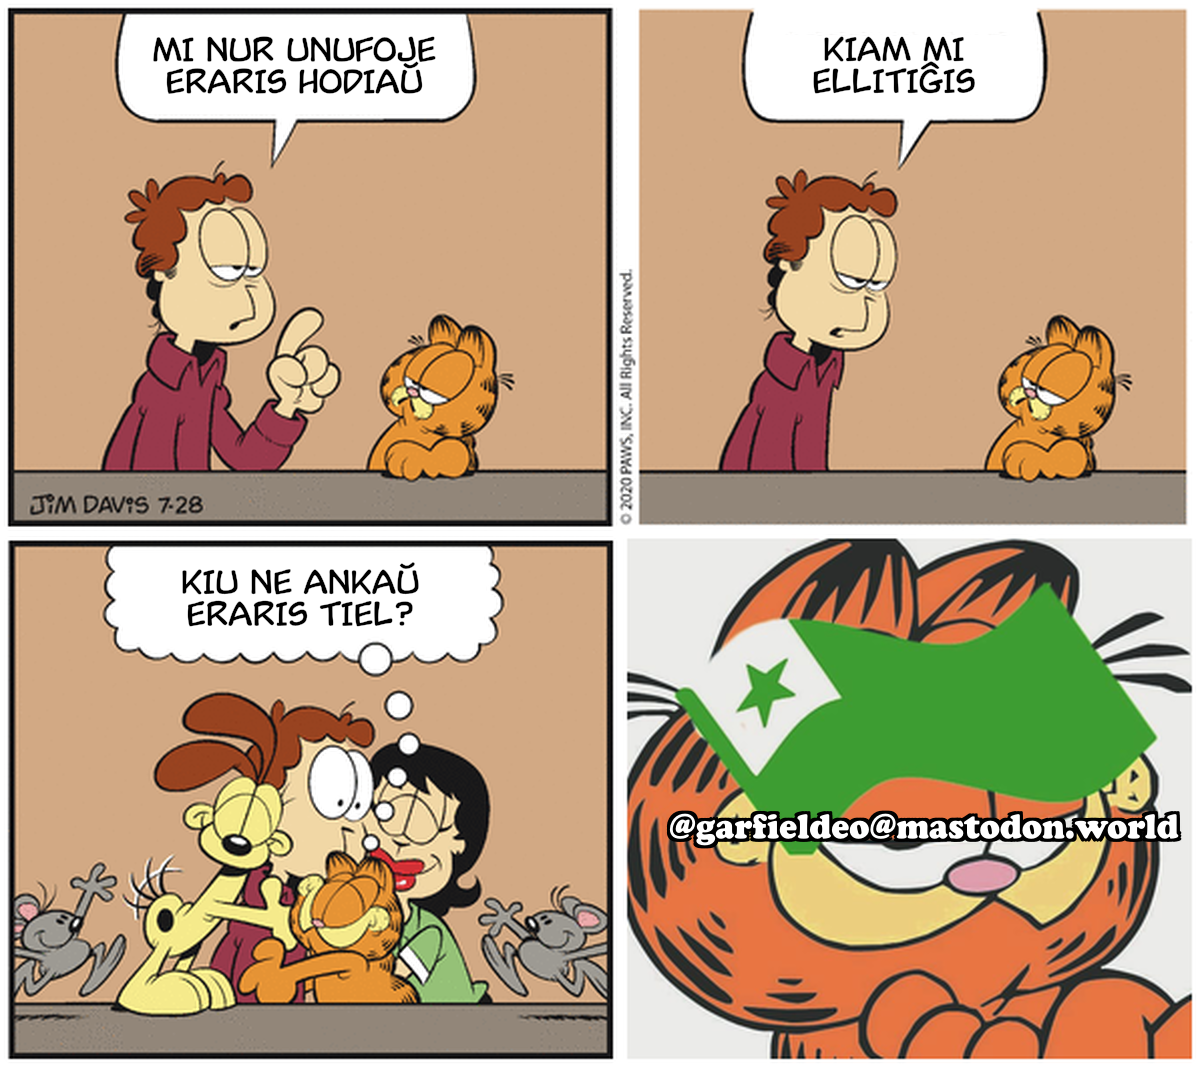 MI NUR UNUFOJE
ERARIS HODIAŬ
JIM DAVIS 7-28
© 2020 PAWS, INC. All Rights Reserved.
KIAM MI
ELLITIĜIS
KIU NE ANKAŬ
ERARIS TIEL?
@garfieldeo@mastodon.world